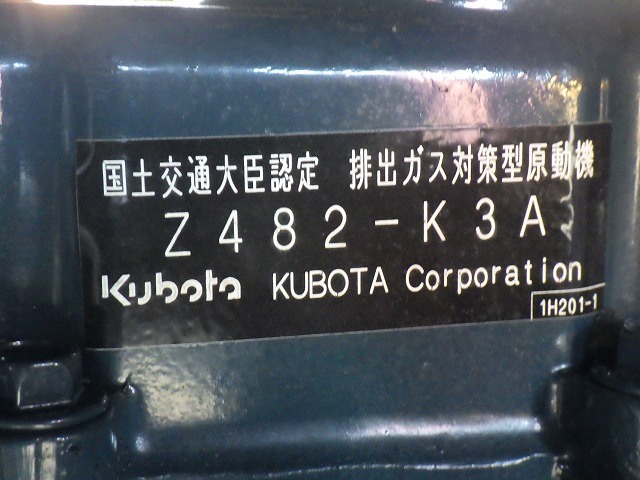 国土交通大臣認定 排出ガス対策型原動機
Z482-K3A
Kubota KUBOTA Corporation
1H201-1